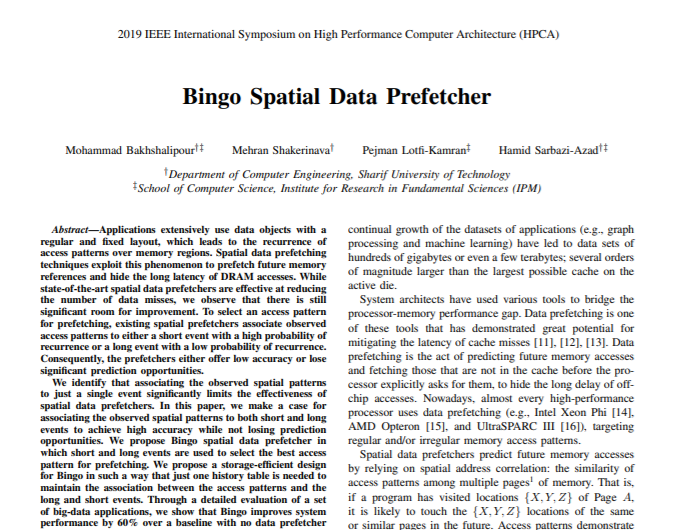 2019 IEEE International Symposium on High Performance Computer Architecture (HPCA)
Bingo Spatial Data Prefetcher
Mohammad Bakhshalipour†‡ Mehran Shakerinava† Pejman Lotfi-Kamran‡ Hamid Sarbazi-Azad†‡
†Department of Computer Engineering, Sharif University of Technology
‡School of Computer Science, Institute for Research in Fundamental Sciences (IPM)
Abstract—Applications extensively use data objects with a
regular and fixed layout, which leads to the recurrence of
access patterns over memory regions. Spatial data prefetching
techniques exploit this phenomenon to prefetch future memory
references and hide the long latency of DRAM accesses. While
state-of-the-art spatial data prefetchers are effective at reducing
the number of data misses, we observe that there is still
significant room for improvement. To select an access pattern
for prefetching, existing spatial prefetchers associate observed
access patterns to either a short event with a high probability of
recurrence or a long event with a low probability of recurrence.
Consequently, the prefetchers either offer low accuracy or lose
significant prediction opportunities.
We identify that associating the observed spatial patterns
to just a single event significantly limits the effectiveness of
spatial data prefetchers. In this paper, we make a case for
associating the observed spatial patterns to both short and long
events to achieve high accuracy while not losing prediction
opportunities. We propose Bingo spatial data prefetcher in
which short and long events are used to select the best access
pattern for prefetching. We propose a storage-efficient design
for Bingo in such a way that just one history table is needed to
maintain the association between the access patterns and the
long and short events. Through a detailed evaluation of a set
of big-data applications, we show that Bingo improves system
performance by 60% over a baseline with no data prefetcher
continual growth of the datasets of applications (e.g., graph
processing and machine learning) have led to data sets of
hundreds of gigabytes or even a few terabytes; several orders
of magnitude larger than the largest possible cache on the
active die.
System architects have used various tools to bridge the
processor-memory performance gap. Data prefetching is one
of these tools that has demonstrated great potential for
mitigating the latency of cache misses [11], [12], [13]. Data
prefetching is the act of predicting future memory accesses
and fetching those that are not in the cache before the pro-
cessor explicitly asks for them, to hide the long delay of off-
chip accesses. Nowadays, almost every high-performance
processor uses data prefetching (e.g., Intel Xeon Phi [14],
AMD Opteron [15], and UltraSPARC III [16]), targeting
regular and/or irregular memory access patterns.
Spatial data prefetchers predict future memory accesses
by relying on spatial address correlation: the similarity of
access patterns among multiple pages¹ of memory. That is,
if a program has visited locations {X, Y, Z} of Page A,
it is likely to touch the {X, Y, Z} locations of the same
or similar pages in the future. Access patterns demonstrate